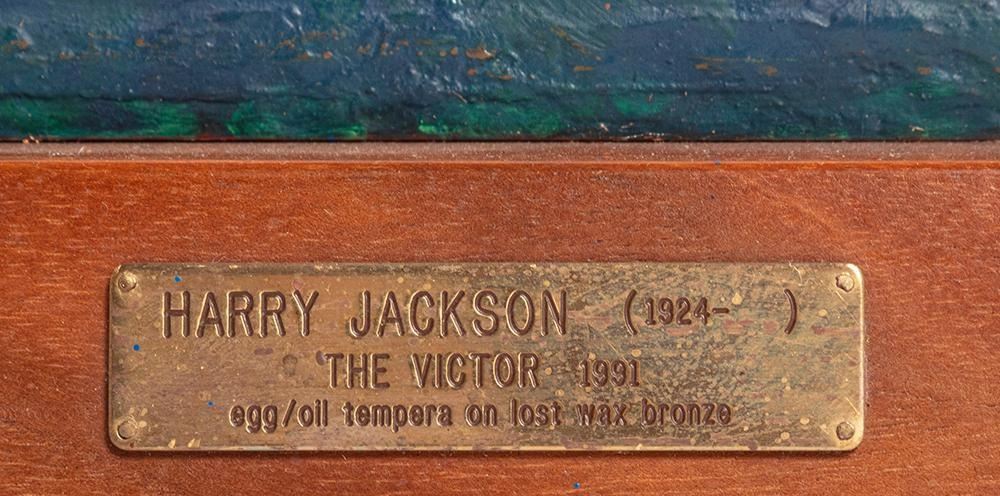 HARRY JACKSON (1924- )
THE VICTOR 1991
egg/oil tempera on lost wax bronze